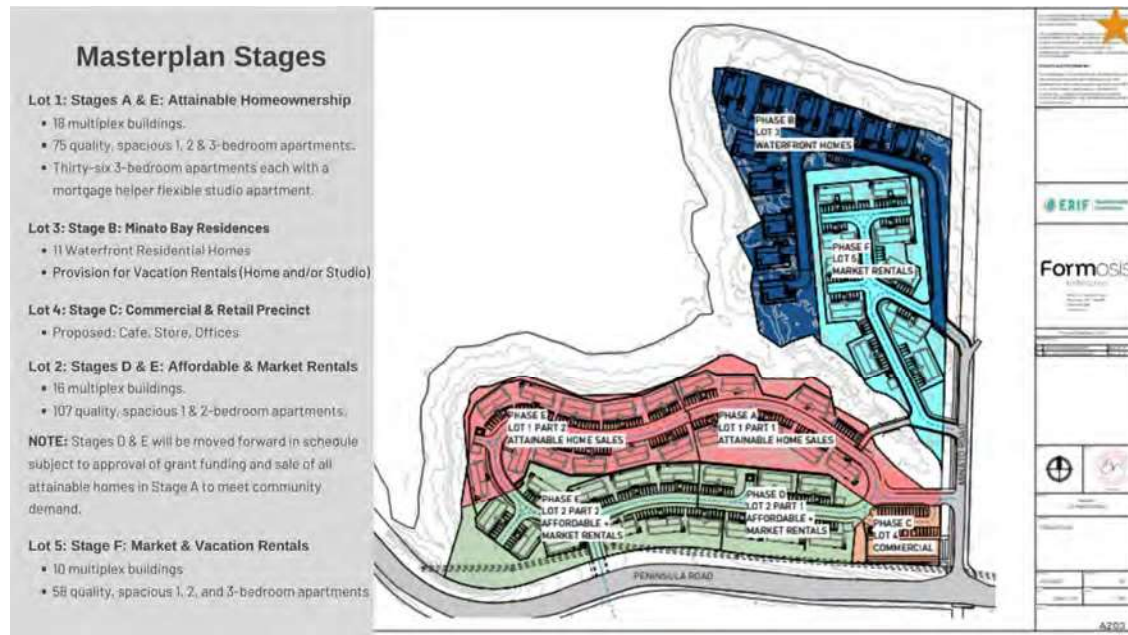 Masterplan Stages
Lot 1: Stages A & E: Attainable Homeownership
• 18 multiplex buildings.
• 75 quality, spacious 1, 2 & 3-bedroom apartments.
• Thirty-six 3-bedroom apartments each with a
mortgage helper flexible studio apartment.
Lot 3: Stage B: Minato Bay Residences
• 11 Waterfront Residential Homes
• Provision for Vacation Rentals (Home and/or Studio)
Lot 4: Stage C: Commercial & Retail Precinct
• Proposed: Cafe, Store, Offices
Lot 2: Stages D & E: Affordable & Market Rentals
• 16 multiplex buildings.
• 107 quality, spacious 1 & 2-bedroom apartments.
NOTE: Stages D & E will be moved forward in schedule
subject to approval of grant funding and sale of all
attainable homes in Stage A to meet community
demand.
Lot 5: Stage F: Market & Vacation Rentals
• 10 multiplex buildings
• 58 quality, spacious 1, 2, and 3-bedroom apartments
PHASE B
LOT 3
WATERFRONT HOMES
PHASE F
LOT 5
MARKET RENTALS
PHASE E
LOT 1 PART 2
ATTAINABLE HOME SALES
PHASE A
LOT 1 PART 1
ATTAINABLE HOME SALES
PHASE E
LOT 2 PART 2
AFFORDABLE +
MARKET RENTALS
PHASE D
LOT 2 PART 1
AFFORDABLE +
MARKET RENTALS
PHASE C
LOT 4
COMMERCIAL
PENINSULA ROAD
ERIF
Formosis
A203